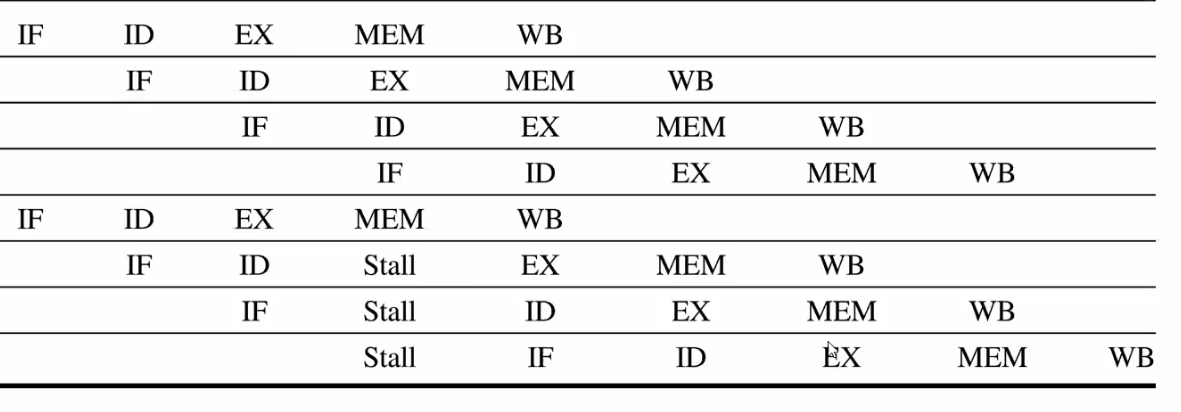 IF ID EX MEM WB
IF ID EX MEM WB
IF ID EX MEM WB
IF ID EX MEM WB
IF ID EX MEM WB
IF ID Stall EX MEM WB
IF Stall ID EX MEM WB
Stall IF ID EX MEM WB